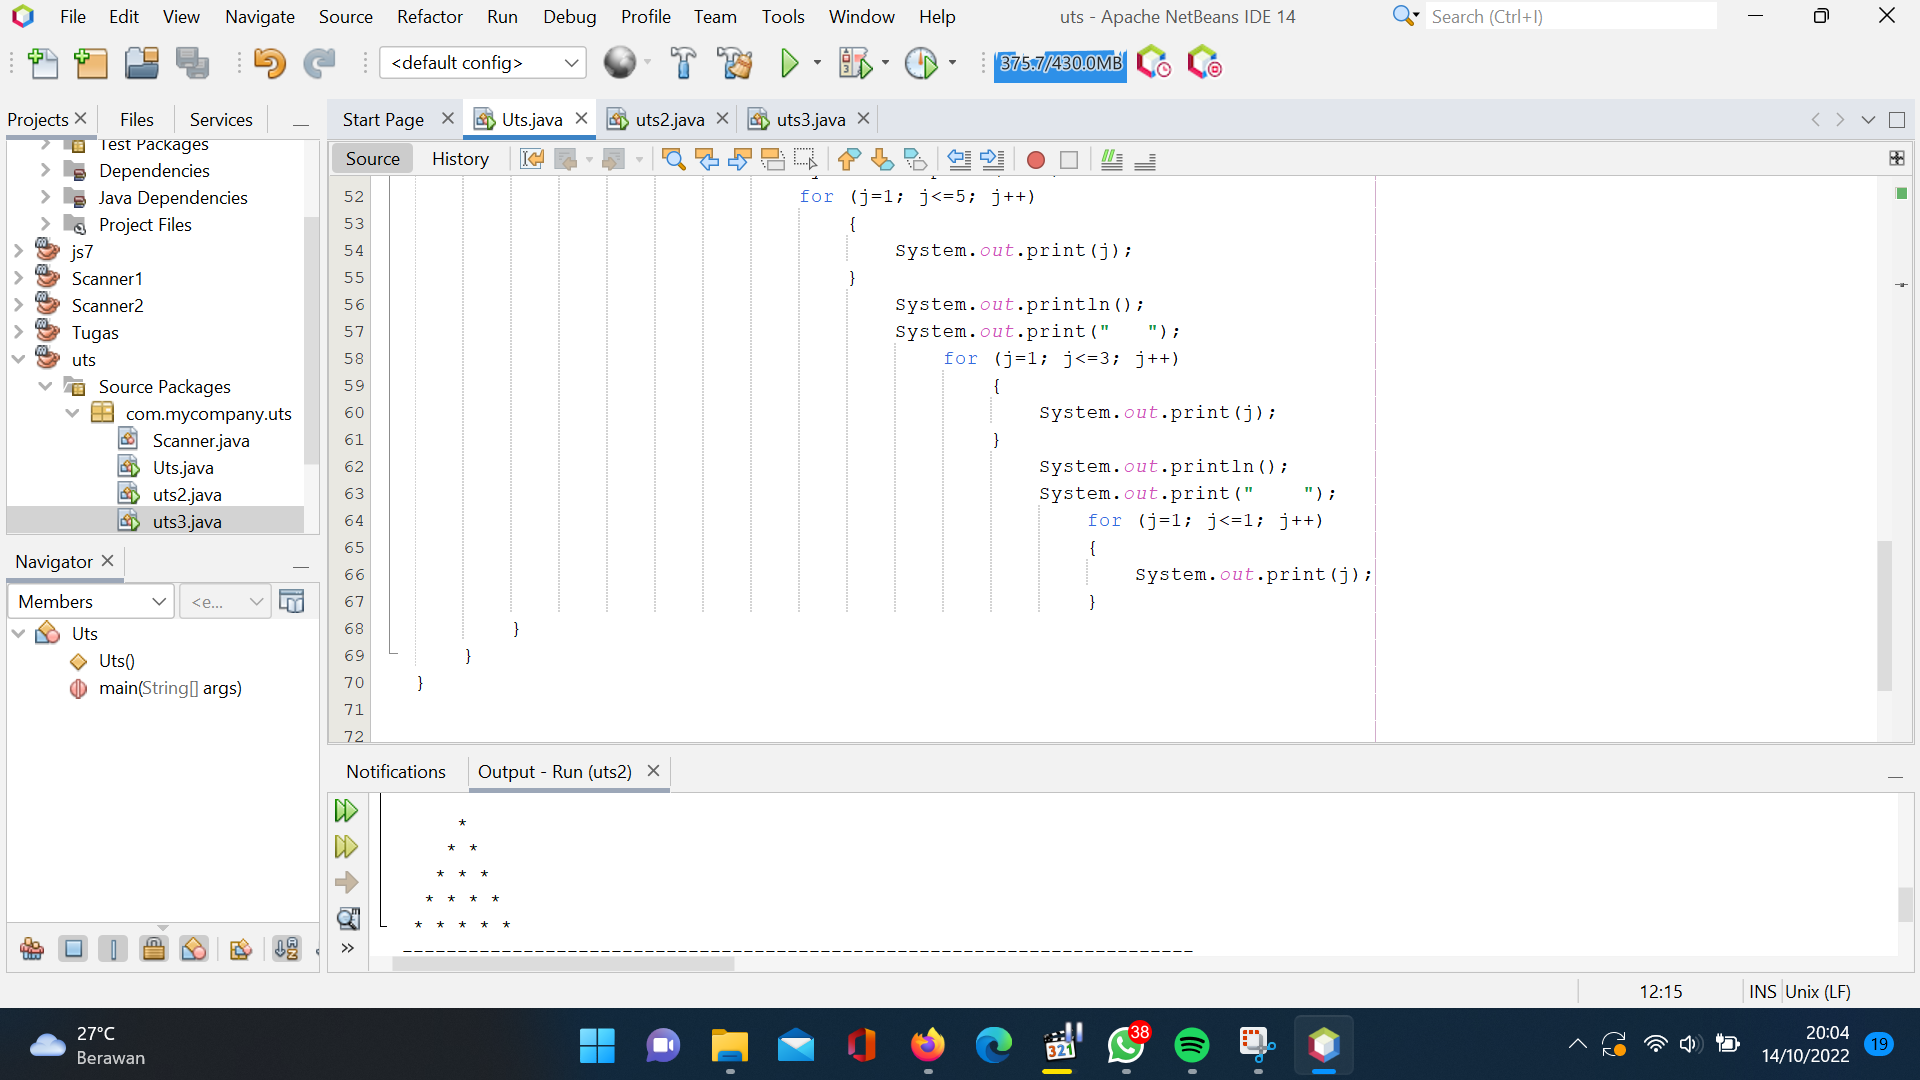 File Edit View Navigate Source Refactor Run Debug Profile Team Tools Window Help
uts - Apache NetBeans IDE 14
Search (Ctrl+I)
<default config>
375.7/430.0MB
Projects Files Services
Start Page Uts.java uts2.java uts3.java
Source History
Test Packages
Dependencies
Java Dependencies
Project Files
js7
Scanner1
Scanner2
Tugas
uts
Source Packages
com.mycompany.uts
Scanner.java
Uts.java
uts2.java
uts3.java
52 for (j=1; j<=5; j++)
53 {
54 System.out.print(j);
55 }
56 System.out.println();
57 System.out.print("   ");
58 for (j=1; j<=3; j++)
59 {
60 System.out.print(j);
61 }
62 System.out.println();
63 System.out.print("    ");
64 for (j=1; j<=1; j++)
65 {
66 System.out.print(j);
67 }
68 }
69 }
70 }
71
72
Navigator
Members <e...
Uts
Uts()
main(String[] args)
Notifications Output - Run (uts2)
*
* *
* * *
* * * *
* * * * *
------------------------------------------------------------------------
12:15 INS Unix (LF)
27°C
Berawan
321
38
20:04
14/10/2022
19